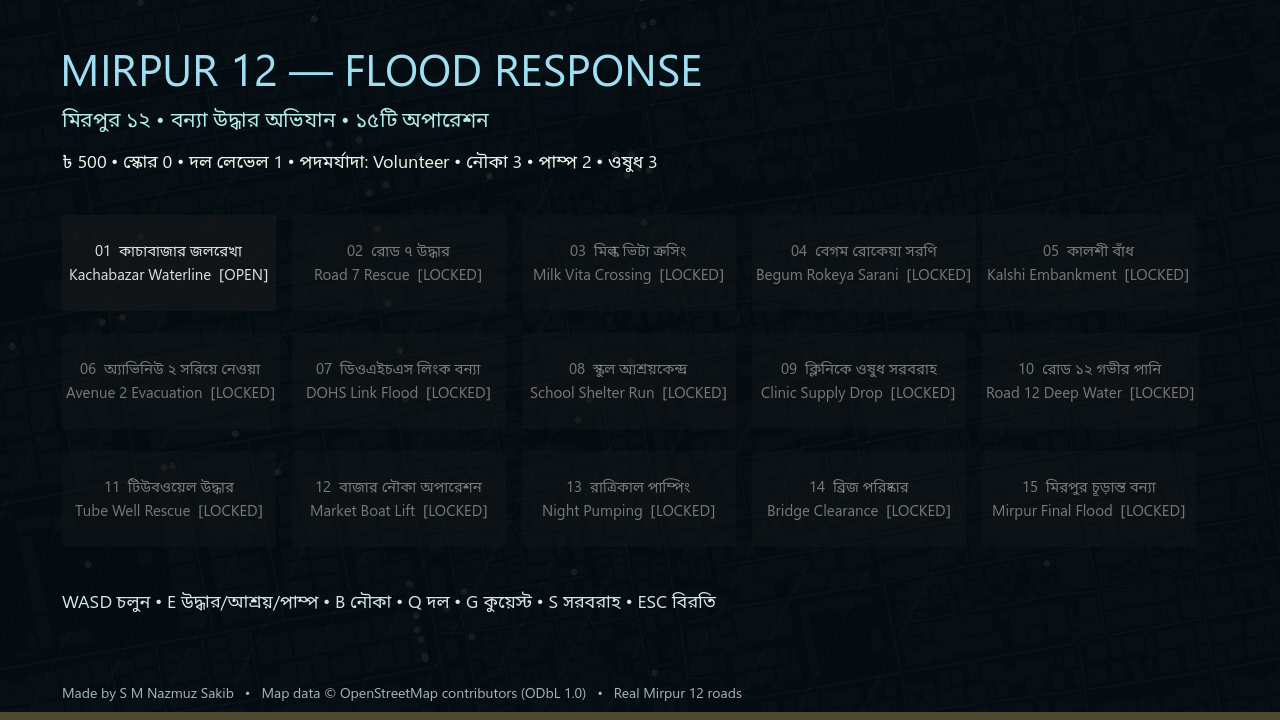 MIRPUR 12 — FLOOD RESPONSE
মিরপুর ১২ • বন্যা উদ্ধার অভিযান • ১৫টি অপারেশন
৳ 500 • স্কোর 0 • দল লেভেল 1 • পদমর্যাদা: Volunteer • নৌকা 3 • পাম্প 2 • ওষুধ 3
01 কাচাবাজার জলরেখা
Kachabazar Waterline [OPEN]
02 রোড ৭ উদ্ধার
Road 7 Rescue [LOCKED]
03 মিল্ক ভিটা ক্রসিং
Milk Vita Crossing [LOCKED]
04 বেগম রোকেয়া সরণি
Begum Rokeya Sarani [LOCKED]
05 কালশী বাঁধ
Kalshi Embankment [LOCKED]
06 অ্যাভিনিউ ২ সরিয়ে নেওয়া
Avenue 2 Evacuation [LOCKED]
07 ডিওএইচএস লিংক বন্যা
DOHS Link Flood [LOCKED]
08 স্কুল আশ্রয়কেন্দ্র
School Shelter Run [LOCKED]
09 ক্লিনিকে ওষুধ সরবরাহ
Clinic Supply Drop [LOCKED]
10 রোড ১২ গভীর পানি
Road 12 Deep Water [LOCKED]
11 টিউবওয়েল উদ্ধার
Tube Well Rescue [LOCKED]
12 বাজার নৌকা অপারেশন
Market Boat Lift [LOCKED]
13 রাত্রিকাল পাম্পিং
Night Pumping [LOCKED]
14 ব্রিজ পরিষ্কার
Bridge Clearance [LOCKED]
15 মিরপুর চূড়ান্ত বন্যা
Mirpur Final Flood [LOCKED]
WASD চলুন • E উদ্ধার/আশ্রয়/পাম্প • B নৌকা • Q দল • G কুয়েস্ট • S সরবরাহ • ESC বিরতি
Made by S M Nazmuz Sakib • Map data © OpenStreetMap contributors (ODbL 1.0) • Real Mirpur 12 roads